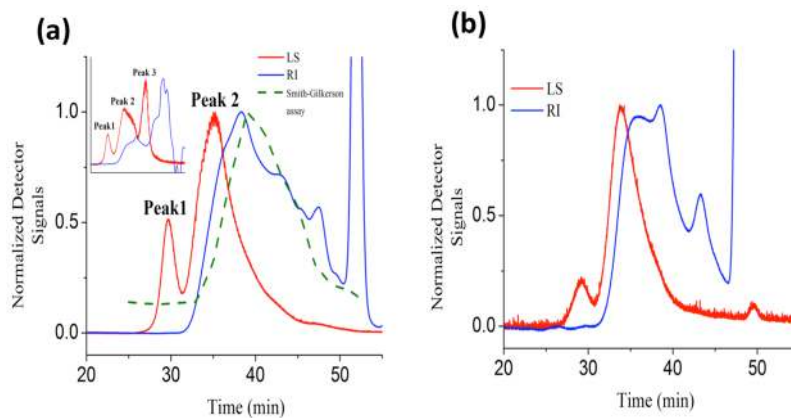 (a)
LS
RI
Smith-Gilkerson
assay
Peak 3
Peak 2
Peak1
Peak 2
Peak1
Normalized Detector
Signals
1.0
0.5
0.0
20 30 40 50
Time (min)
(b)
LS
RI
Normalized Detector
Signals
1.0
0.5
0.0
20 30 40 50
Time (min)